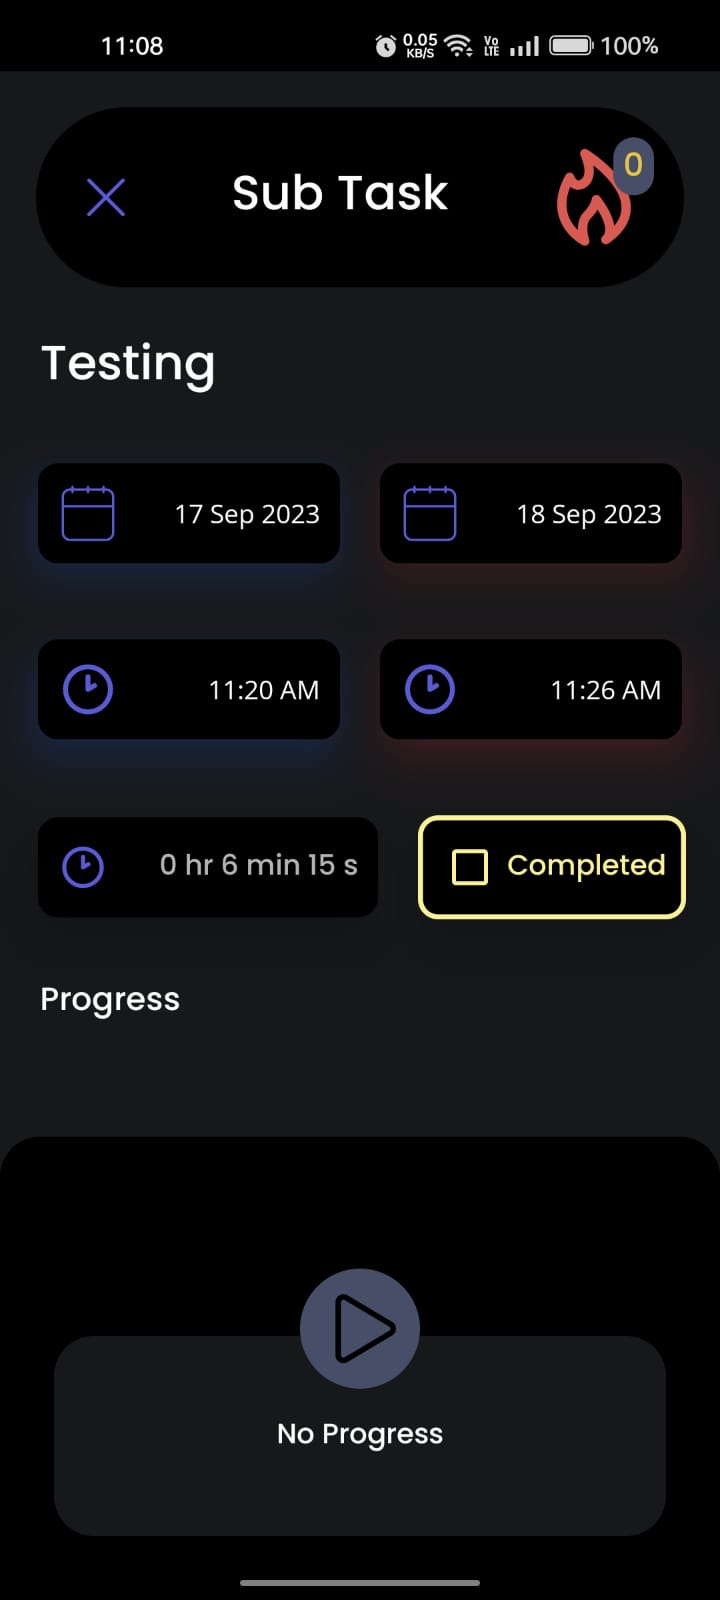 11:08 0.05 KB/S Vo LTE 100%
Sub Task 0
Testing
17 Sep 2023 18 Sep 2023
11:20 AM 11:26 AM
0 hr 6 min 15 s Completed
Progress
No Progress